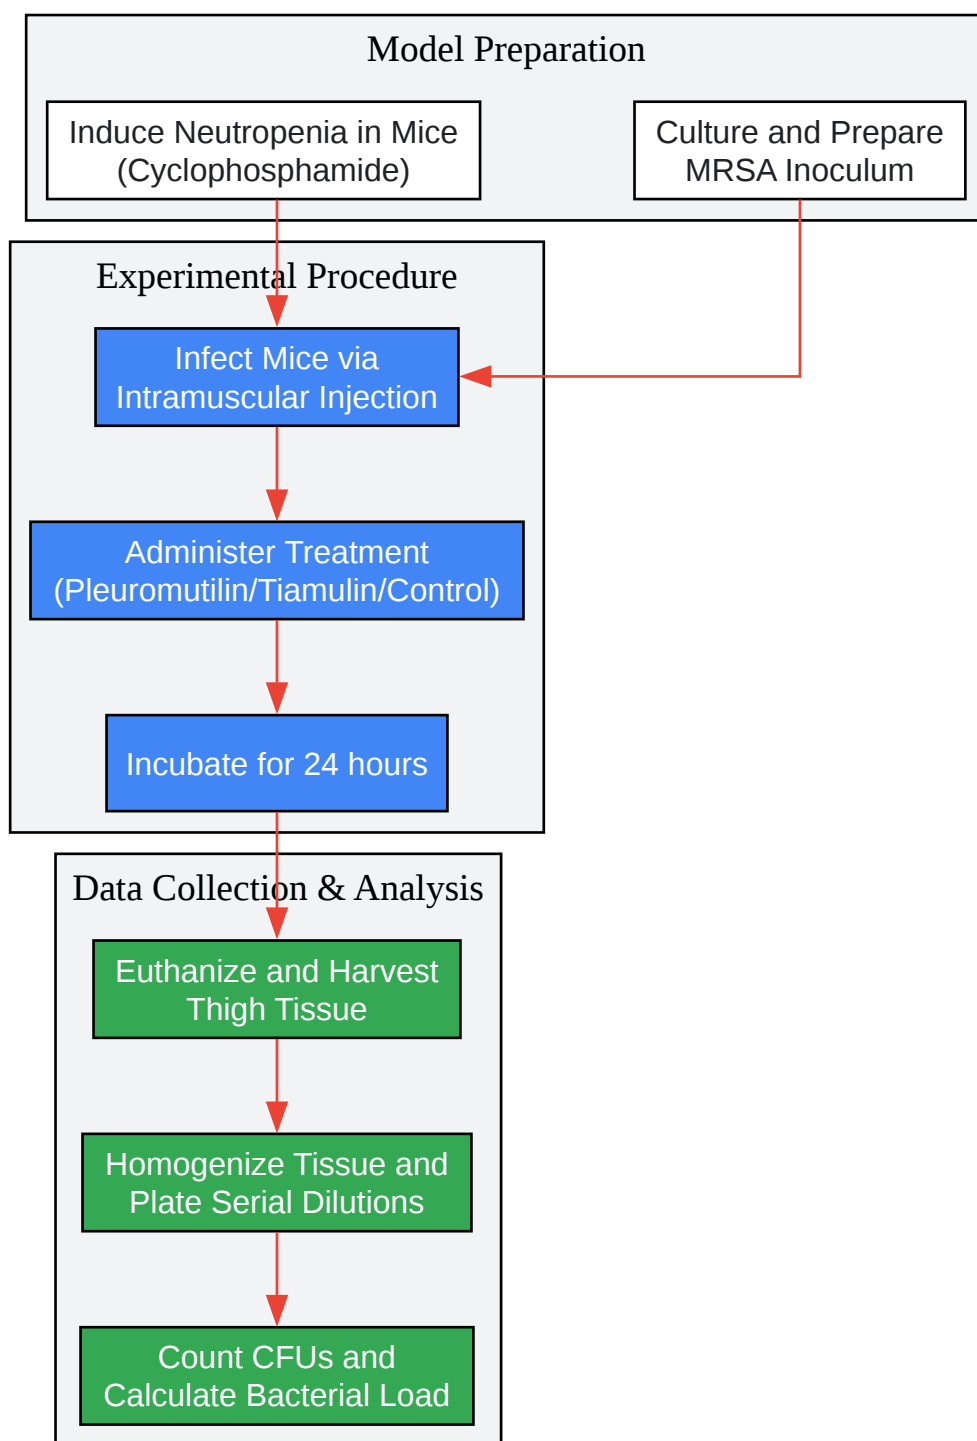 Model Preparation
Induce Neutropenia in Mice
(Cyclophosphamide)
Culture and Prepare
MRSA Inoculum
Experimental Procedure
Infect Mice via
Intramuscular Injection
Administer Treatment
(Pleuromutilin/Tiamulin/Control)
Incubate for 24 hours
Data Collection & Analysis
Euthanize and Harvest
Thigh Tissue
Homogenize Tissue and
Plate Serial Dilutions
Count CFUs and
Calculate Bacterial Load